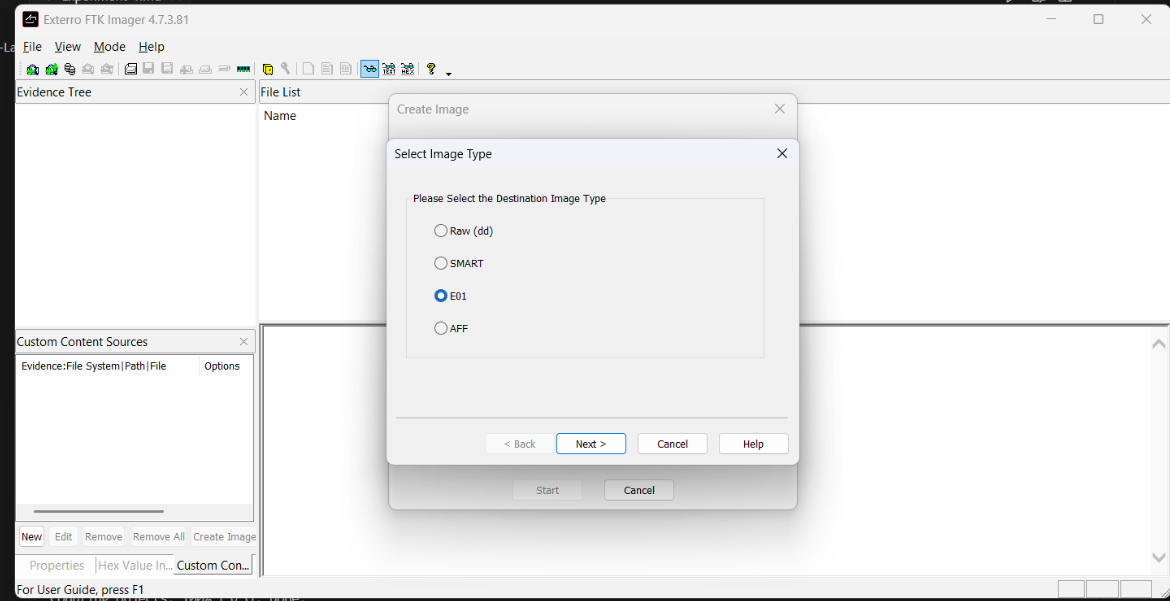 Exterro FTK Imager 4.7.3.81
File View Mode Help
Evidence Tree
File List
Name
Create Image
Select Image Type
Please Select the Destination Image Type
Raw (dd)
SMART
E01
AFF
< Back Next > Cancel Help
Start Cancel
Custom Content Sources
Evidence:File System|Path|File Options
New Edit Remove Remove All Create Image
Properties Hex Value In... Custom Con...
For User Guide, press F1